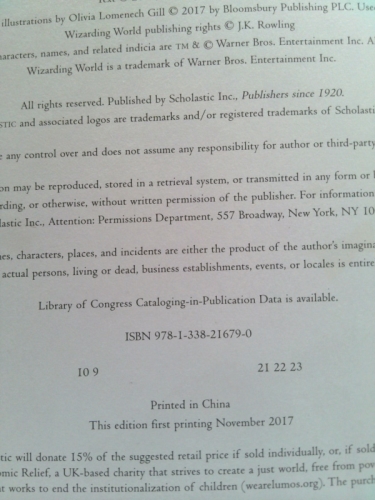 illustrations by Olivia Lomenech Gill © 2017 by Bloomsbury Publishing PLC. Used
Wizarding World publishing rights © J.K. Rowling
characters, names, and related indicia are TM & © Warner Bros. Entertainment Inc. A
Wizarding World is a trademark of Warner Bros. Entertainment Inc.
All rights reserved. Published by Scholastic Inc., Publishers since 1920.
STIC and associated logos are trademarks and/or registered trademarks of Scholasti
e any control over and does not assume any responsibility for author or third-party
on may be reproduced, stored in a retrieval system, or transmitted in any form or b
rding, or otherwise, without written permission of the publisher. For information
lastic Inc., Attention: Permissions Department, 557 Broadway, New York, NY 10
es, characters, places, and incidents are either the product of the author's imagina
actual persons, living or dead, business establishments, events, or locales is entire
Library of Congress Cataloging-in-Publication Data is available.
ISBN 978-1-338-21679-0
10 9 21 22 23
Printed in China
This edition first printing November 2017
tic will donate 15% of the suggested retail price if sold individually, or, if sold
omic Relief, a UK-based charity that strives to create a just world, free from pov
t works to end the institutionalization of children (wearelumos.org). The purch